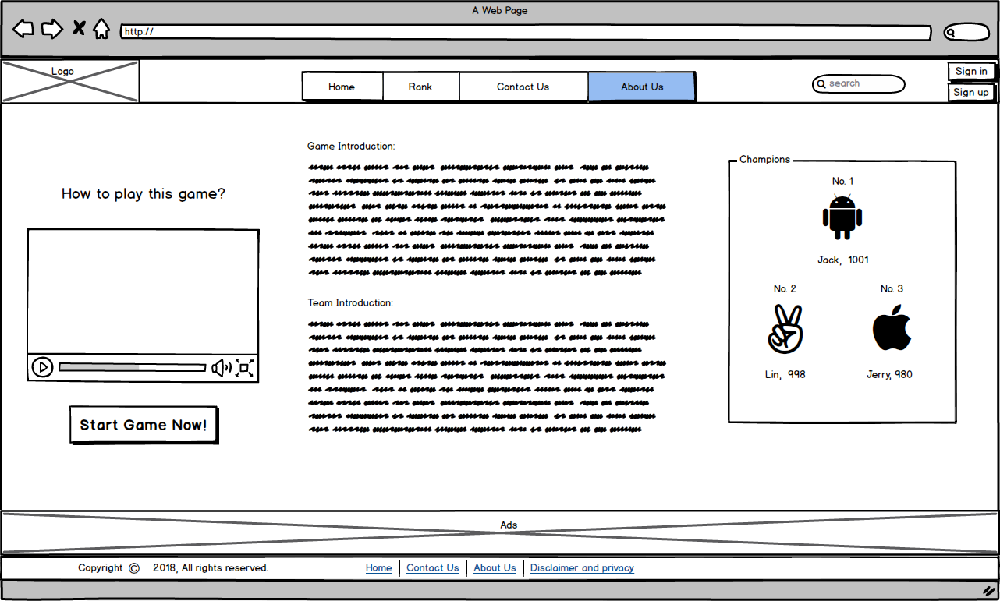 A Web Page
http://
Logo
Home
Rank
Contact Us
About Us
search
Sign in
Sign up
How to play this game?
Start Game Now!
Game Introduction:
Team Introduction:
Champions
No. 1
Jack, 1001
No. 2
No. 3
Lin, 998
Jerry, 980
Ads
Copyright © 2018, All rights reserved.
Home
Contact Us
About Us
Disclaimer and privacy